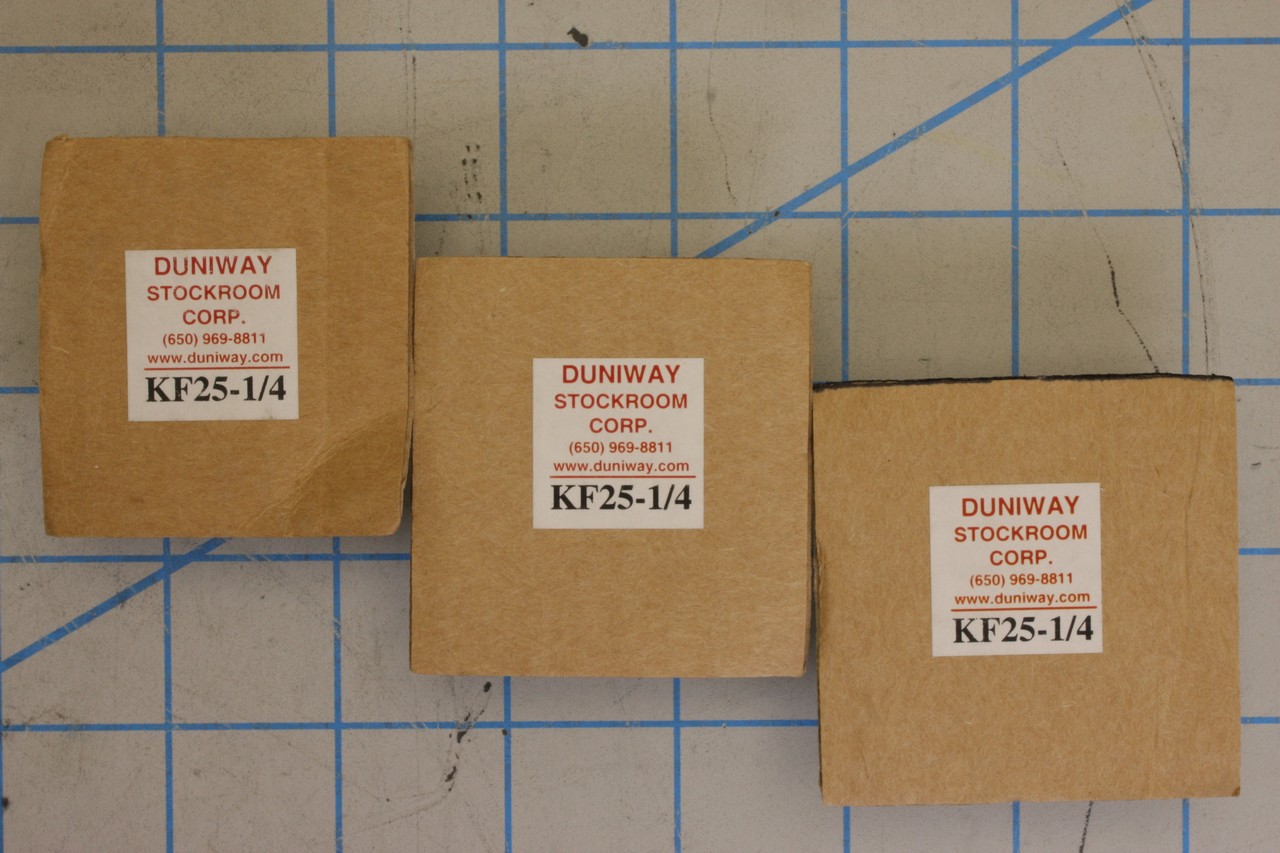 DUNIWAY
STOCKROOM
CORP.
(650) 969-8811
www.duniway.com
KF25-1/4
DUNIWAY
STOCKROOM
CORP.
(650) 969-8811
www.duniway.com
KF25-1/4
DUNIWAY
STOCKROOM
CORP.
(650) 969-8811
www.duniway.com
KF25-1/4